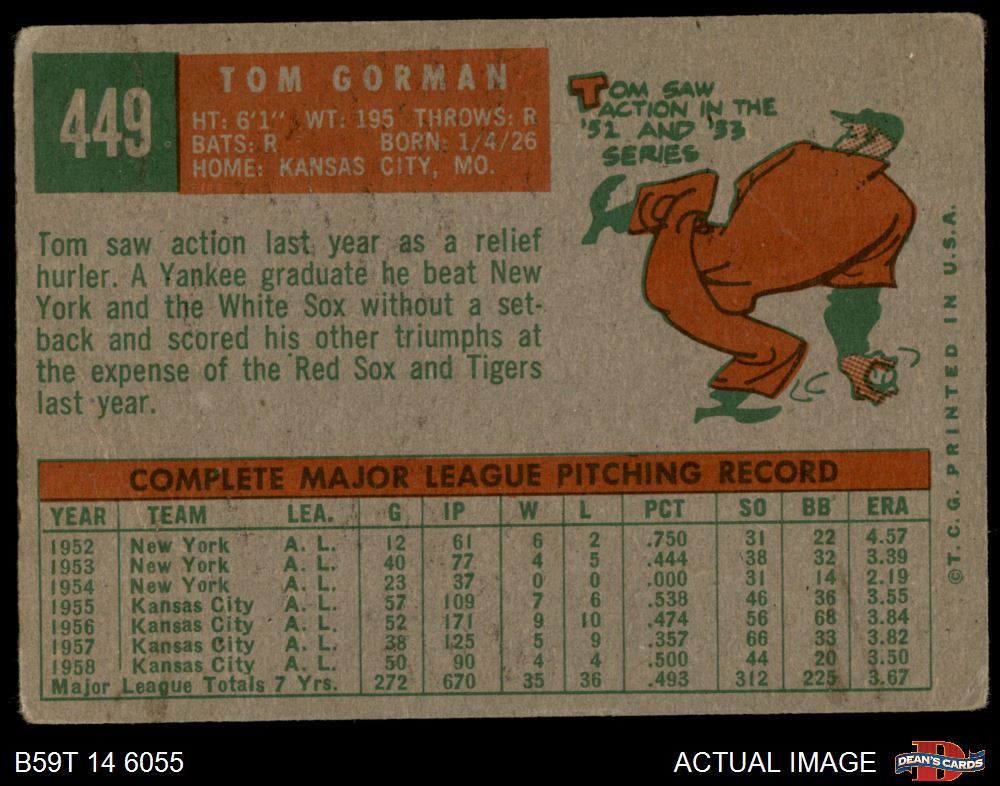 449
TOM GORMAN
HT: 6'1" WT: 195 THROWS: R
BATS: R BORN: 1/4/26
HOME: KANSAS CITY, MO.
TOM SAW
ACTION IN THE
'52 AND '53
SERIES
Tom saw action last year as a relief
hurler. A Yankee graduate he beat New
York and the White Sox without a set-
back and scored his other triumphs at
the expense of the Red Sox and Tigers
last year.
COMPLETE MAJOR LEAGUE PITCHING RECORD
YEAR TEAM LEA. G IP W L PCT SO BB ERA
1952 New York A. L. 12 61 6 2 .750 31 22 4.57
1953 New York A. L. 40 77 4 5 .444 38 32 3.39
1954 New York A. L. 23 37 0 0 .000 31 14 2.19
1955 Kansas City A. L. 57 109 7 6 .538 46 36 3.55
1956 Kansas City A. L. 52 171 9 10 .474 56 68 3.84
1957 Kansas City A. L. 38 125 5 9 .357 66 33 3.82
1958 Kansas City A. L. 50 90 4 4 .500 44 20 3.50
Major League Totals 7 Yrs. 272 670 35 36 .493 312 225 3.67
© T. C. G. PRINTED IN U.S.A.
B59T 14 6055
ACTUAL IMAGE
D
DEAN'S CARDS